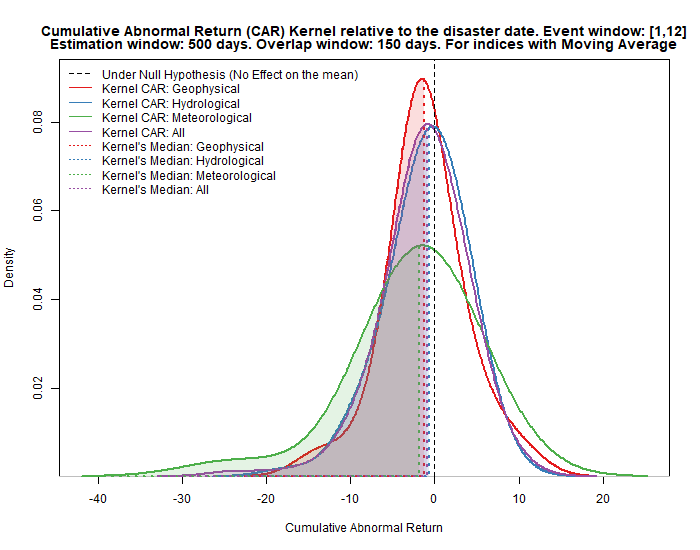 Cumulative Abnormal Return (CAR) Kernel relative to the disaster date. Event window: [1,12]
Estimation window: 500 days. Overlap window: 150 days. For indices with Moving Average
Under Null Hypothesis (No Effect on the mean)
Kernel CAR: Geophysical
Kernel CAR: Hydrological
Kernel CAR: Meteorological
Kernel CAR: All
Kernel's Median: Geophysical
Kernel's Median: Hydrological
Kernel's Median: Meteorological
Kernel's Median: All
Density
0.08
0.06
0.04
0.02
-40 -30 -20 -10 0 10 20
Cumulative Abnormal Return